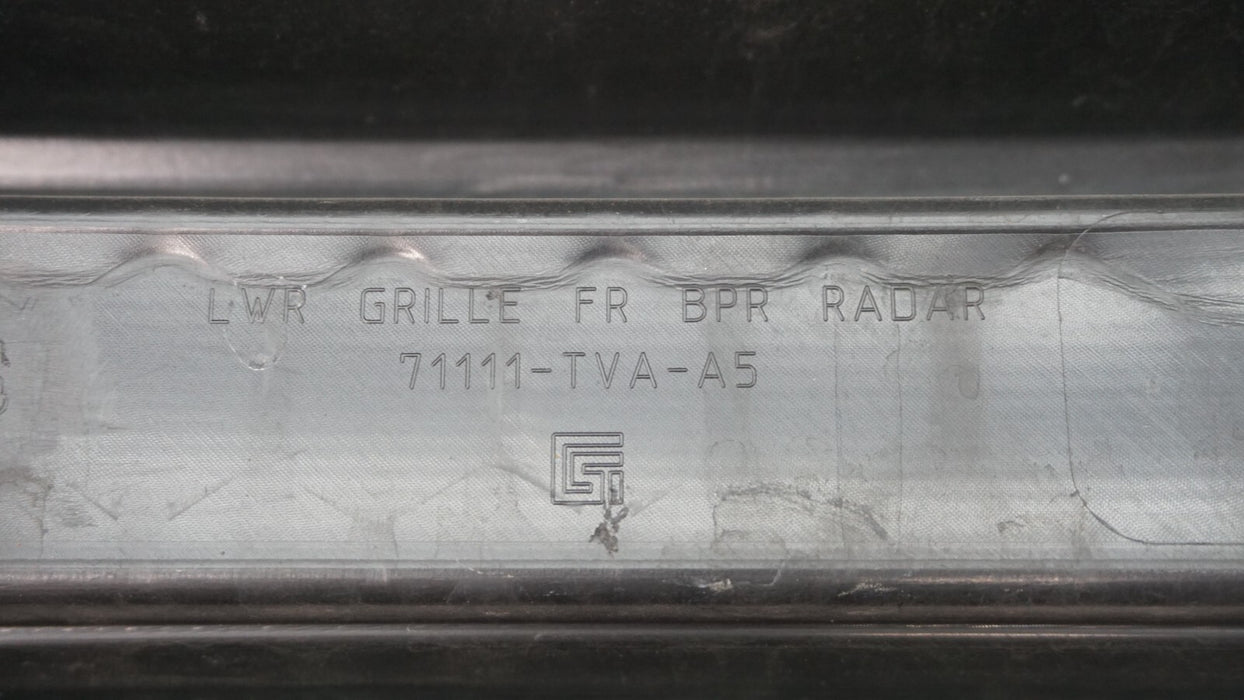 LWR GRILLE FR BPR RADAR
71111-TVA-A5